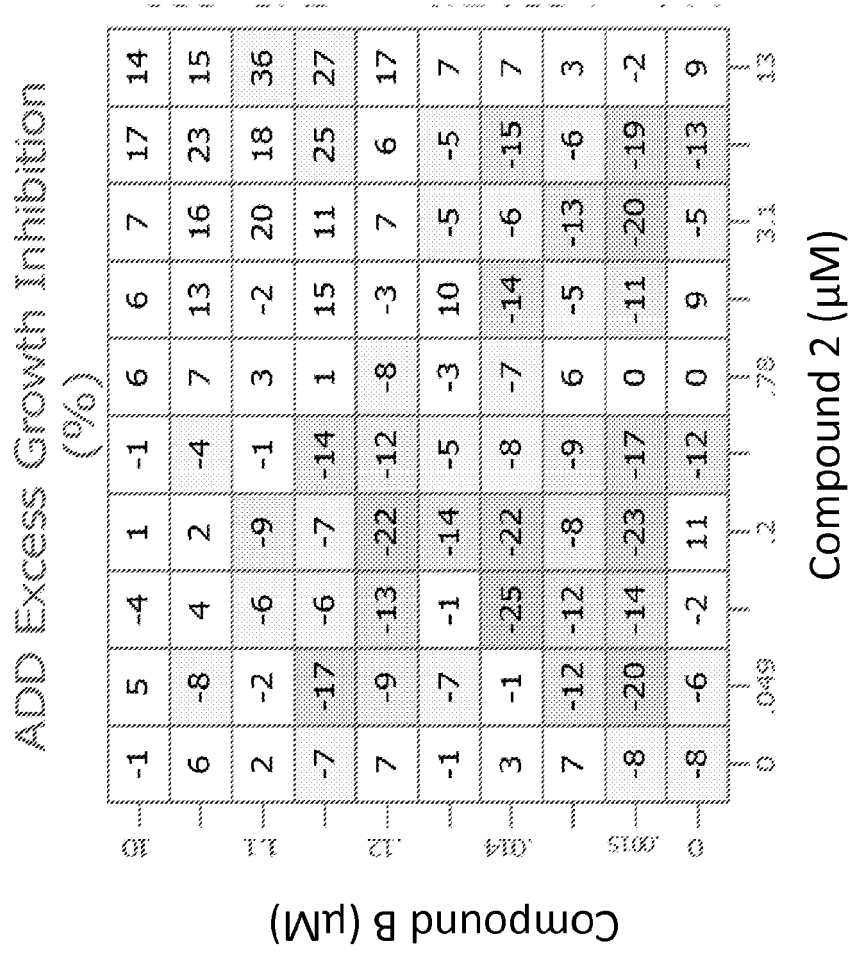 ADD Excess Growth Inhibition
(%)
10 -1 5 -4 1 -1 6 6 7 17 14
6 -8 4 2 -4 7 13 16 23 15
1.1 2 -2 -6 -9 -1 3 -2 20 18 36
-7 -17 -6 -7 -14 1 15 11 25 27
.12 7 -9 -13 -22 -12 -8 -3 7 6 17
-1 -7 -1 -14 -5 -3 10 -5 -5 7
.014 3 -1 -25 -22 -8 -7 -14 -6 -15 7
7 -12 -12 -8 -9 6 -5 -13 -6 3
.0015 -8 -20 -14 -23 -17 0 -11 -20 -19 -2
0 -8 -6 -2 11 -12 0 9 -5 -13 9
0 .049 .2 .78 3.1 13
Compound 2 (µM)
Compound B (µM)